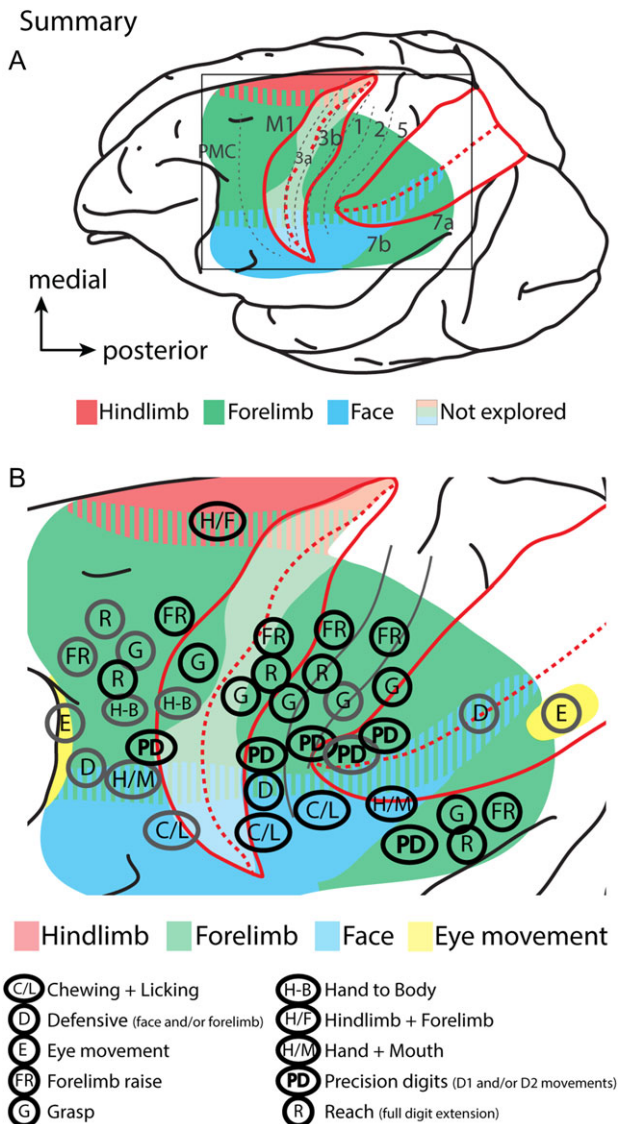 Summary
A
M1
PMC
3a
3b
1
2
5
7a
7b
medial
posterior
Hindlimb Forelimb Face Not explored
B
H/F
R FR FR FR FR
FR G G R R
R G G G G
H-B H-B
E D E
PD PD PD PD PD
D H/M D H/M
C/L C/L C/L G FR
PD R
Hindlimb Forelimb Face Eye movement
C/L Chewing + Licking
D Defensive (face and/or forelimb)
E Eye movement
FR Forelimb raise
G Grasp
H-B Hand to Body
H/F Hindlimb + Forelimb
H/M Hand + Mouth
PD Precision digits (D1 and/or D2 movements)
R Reach (full digit extension)